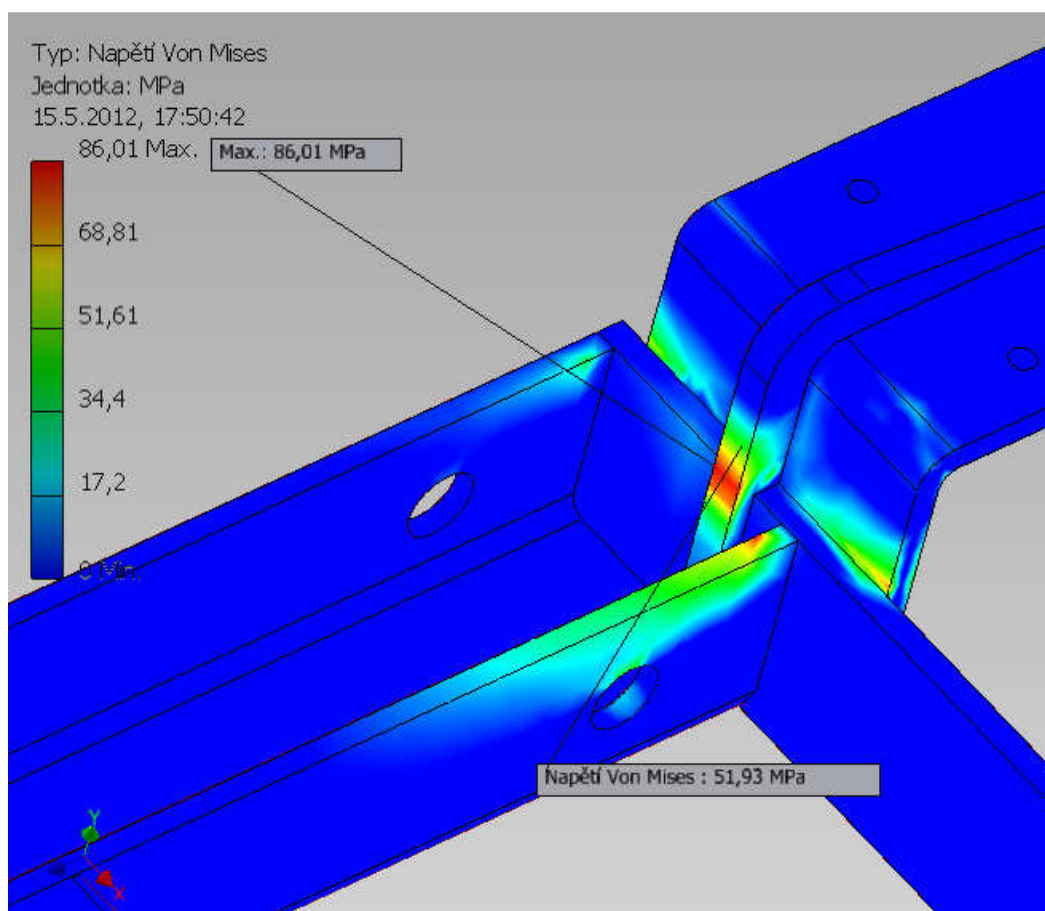 Typ: Napětí Von Mises
Jednotka: MPa
15.5.2012, 17:50:42
86,01 Max.
Max.: 86,01 MPa
68,81
51,61
34,4
17,2
0 Min.
Napětí Von Mises : 51,93 MPa
Y
X